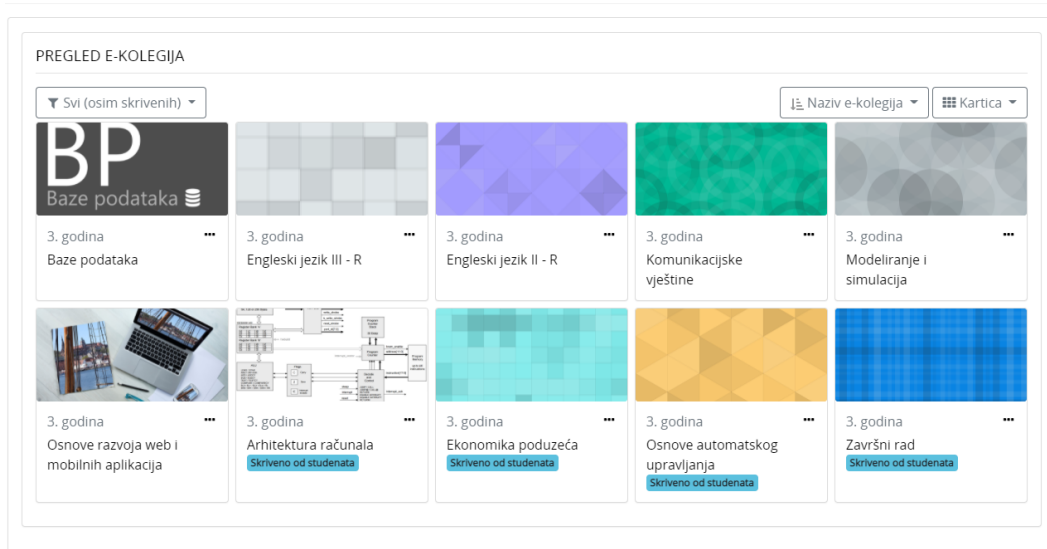 PREGLED E-KOLEGIJA
Svi (osim skrivenih)
Naziv e-kolegija
Kartica
BP
Baze podataka
3. godina
Baze podataka
3. godina
Engleski jezik III - R
3. godina
Engleski jezik II - R
3. godina
Komunikacijske
vještine
3. godina
Modeliranje i
simulacija
3. godina
Osnove razvoja web i
mobilnih aplikacija
3. godina
Arhitektura računala
Skriveno od studenata
3. godina
Ekonomika poduzeća
Skriveno od studenata
3. godina
Osnove automatskog
upravljanja
Skriveno od studenata
3. godina
Završni rad
Skriveno od studenata